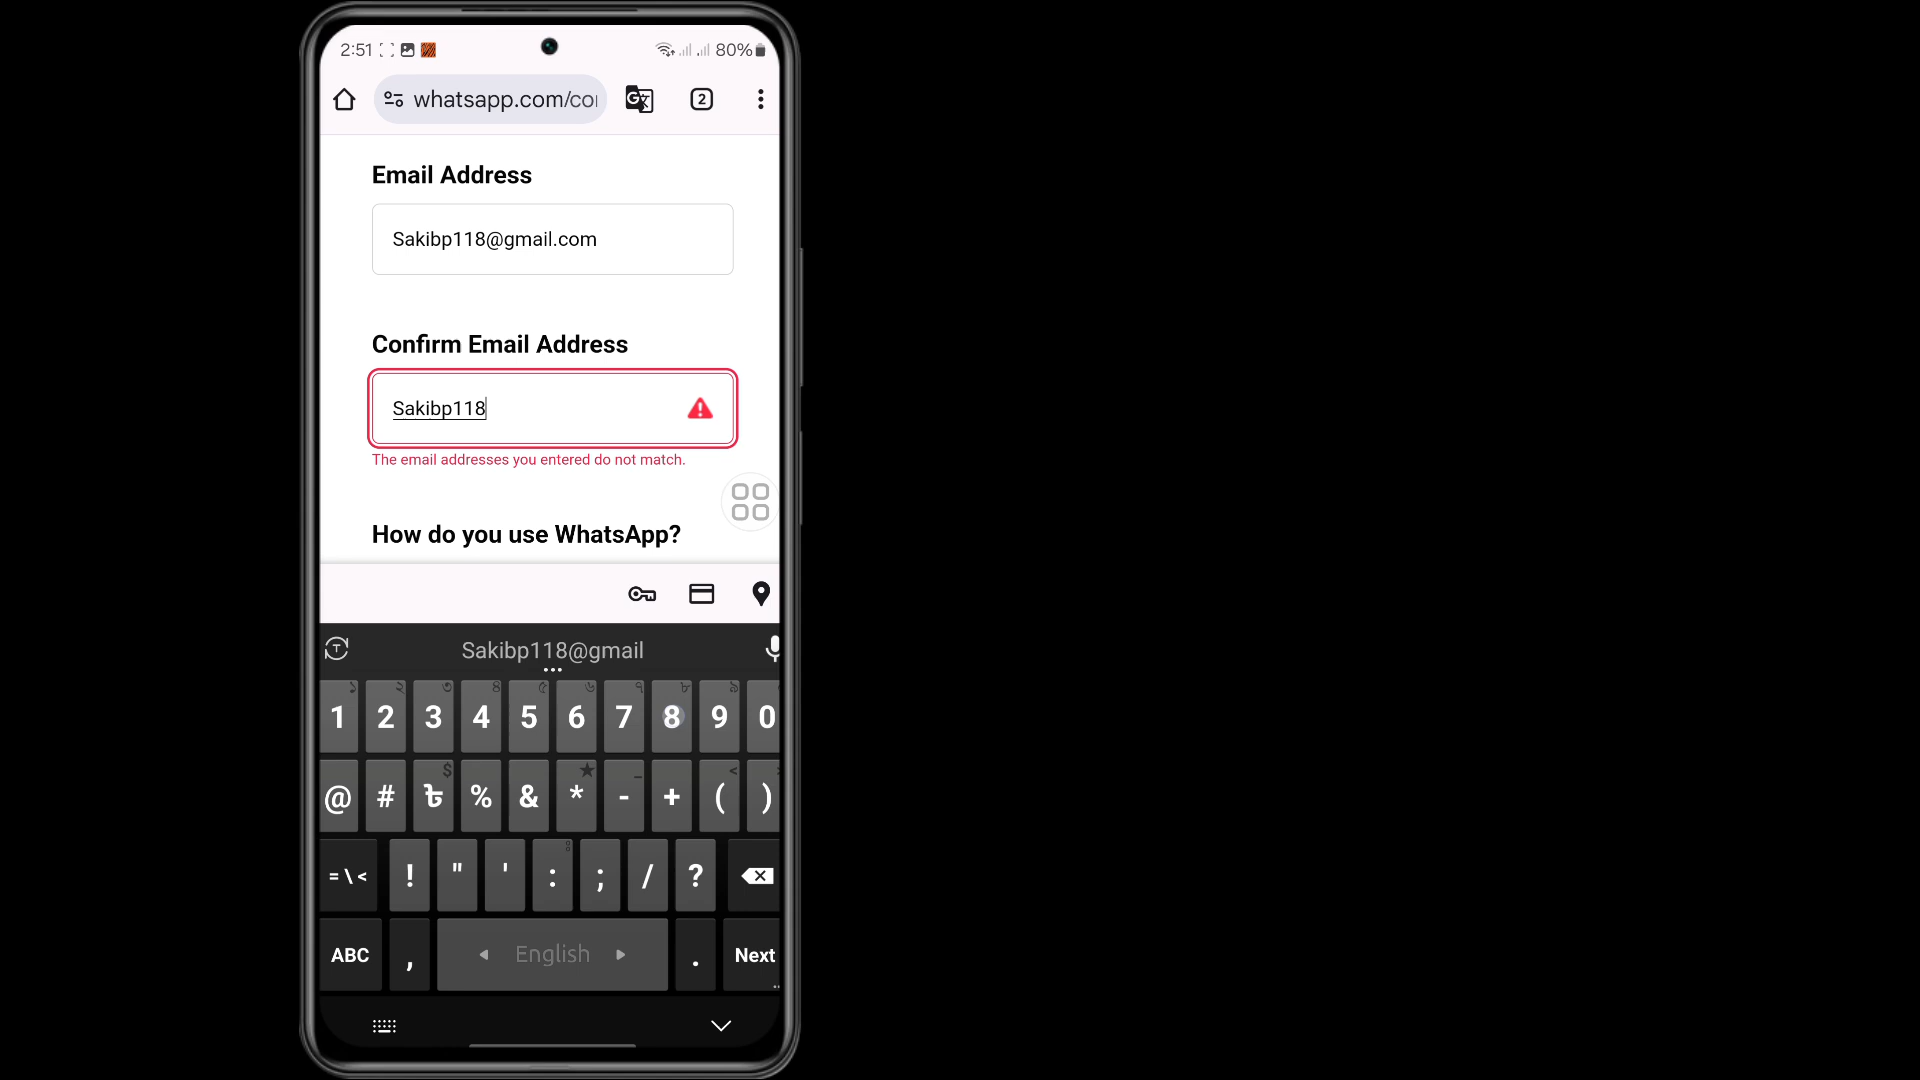 2:51
80%
whatsapp.com/co
2
Email Address
Sakibp118@gmail.com
Confirm Email Address
Sakibp118
The email addresses you entered do not match.
How do you use WhatsApp?
Sakibp118@gmail
1 2 3 4 5 6 7 8 9 0
@ # ৳ % & * - + ( )
= \ < ! " ' : ; / ?
ABC , English . Next